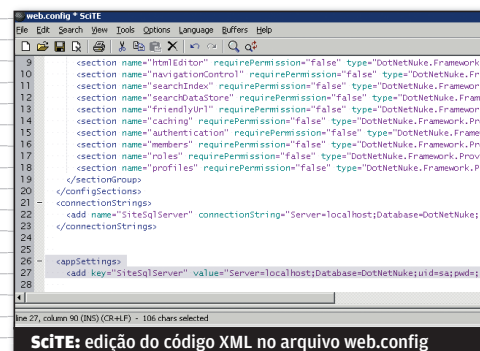 web.config * SciTE
File Edit Search View Tools Options Language Buffers Help
9 <section name="htmlEditor" requirePermission="false" type="DotNetNuke.Framework
10 <section name="navigationControl" requirePermission="false" type="DotNetNuke.Fr
11 <section name="searchIndex" requirePermission="false" type="DotNetNuke.Framewor
12 <section name="searchDataStore" requirePermission="false" type="DotNetNuke.Fram
13 <section name="friendlyUrl" requirePermission="false" type="DotNetNuke.Framewor
14 <section name="caching" requirePermission="false" type="DotNetNuke.Framework.Pr
15 <section name="authentication" requirePermission="false" type="DotNetNuke.Frame
16 <section name="members" requirePermission="false" type="DotNetNuke.Framework.Pr
17 <section name="roles" requirePermission="false" type="DotNetNuke.Framework.Prov
18 <section name="profiles" requirePermission="false" type="DotNetNuke.Framework.P
19 </sectionGroup>
20 </configSections>
21 - <connectionStrings>
22 <add name="SiteSqlServer" connectionString="Server=localhost;Database=DotNetNuke;
23 </connectionStrings>
24
25
26 - <appSettings>
27 <add key="SiteSqlServer" value="Server=localhost;Database=DotNetNuke;uid=sa;pwd=;
28
line 27, column 90 (INS) (CR+LF) - 106 chars selected
SciTE: edição do código XML no arquivo web.config